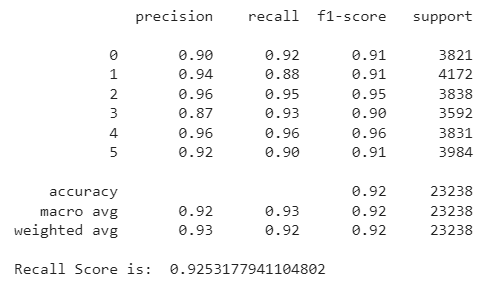 precision recall f1-score support
0 0.90 0.92 0.91 3821
1 0.94 0.88 0.91 4172
2 0.96 0.95 0.95 3838
3 0.87 0.93 0.90 3592
4 0.96 0.96 0.96 3831
5 0.92 0.90 0.91 3984
accuracy 0.92 23238
macro avg 0.92 0.93 0.92 23238
weighted avg 0.93 0.92 0.92 23238
Recall Score is: 0.9253177941104802